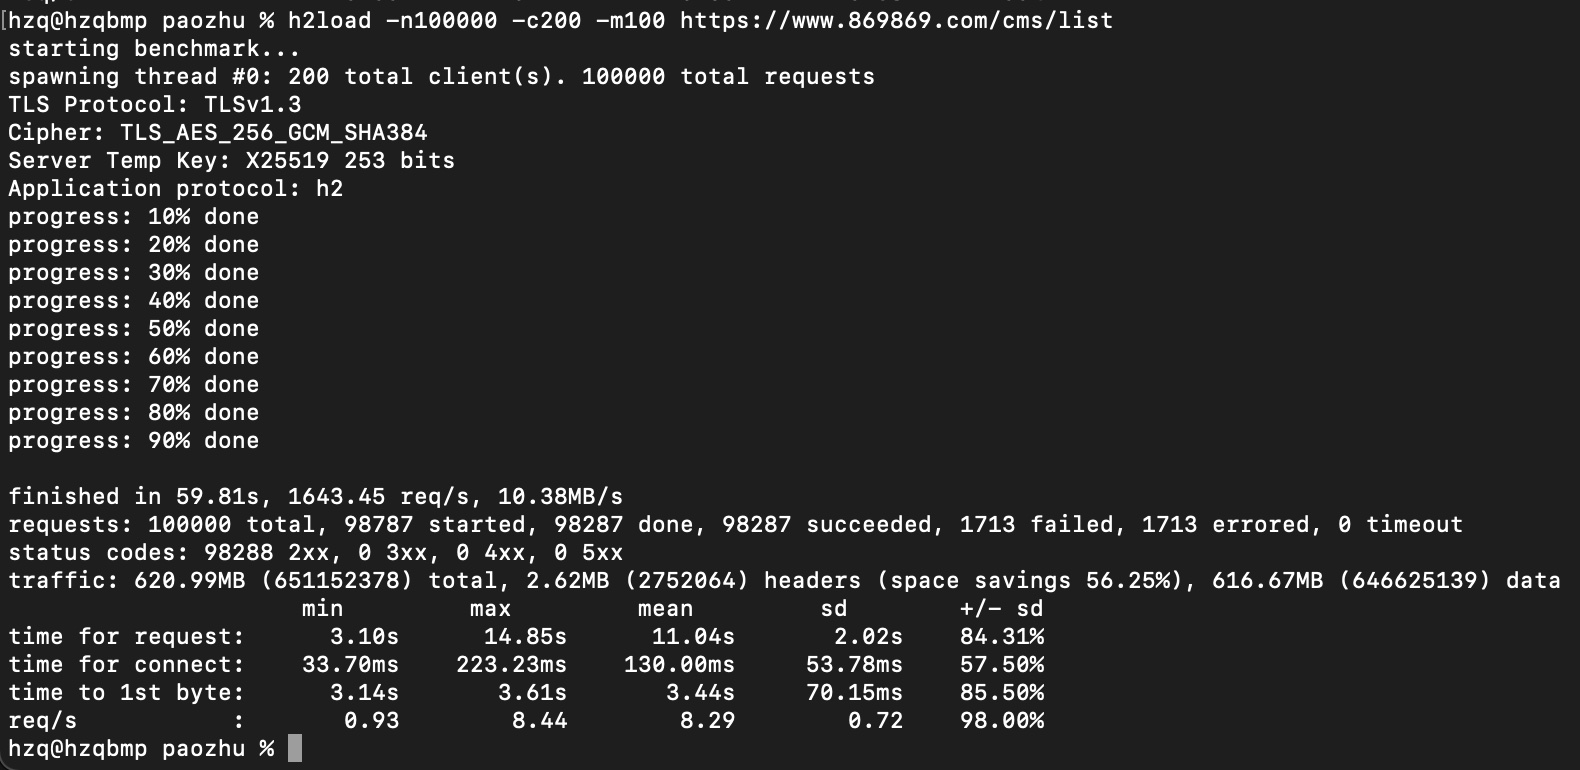 [hzq@hzqbmp paozhu % h2load -n100000 -c200 -m100 https://www.869869.com/cms/list
starting benchmark...
spawning thread #0: 200 total client(s). 100000 total requests
TLS Protocol: TLSv1.3
Cipher: TLS_AES_256_GCM_SHA384
Server Temp Key: X25519 253 bits
Application protocol: h2
progress: 10% done
progress: 20% done
progress: 30% done
progress: 40% done
progress: 50% done
progress: 60% done
progress: 70% done
progress: 80% done
progress: 90% done

finished in 59.81s, 1643.45 req/s, 10.38MB/s
requests: 100000 total, 98787 started, 98287 done, 98287 succeeded, 1713 failed, 1713 errored, 0 timeout
status codes: 98288 2xx, 0 3xx, 0 4xx, 0 5xx
traffic: 620.99MB (651152378) total, 2.62MB (2752064) headers (space savings 56.25%), 616.67MB (646625139) data
                     min         max         mean         sd        +/- sd
time for request:      3.10s      14.85s      11.04s       2.02s    84.31%
time for connect:    33.70ms    223.23ms    130.00ms     53.78ms    57.50%
time to 1st byte:      3.14s       3.61s       3.44s     70.15ms    85.50%
req/s           :       0.93        8.44        8.29        0.72    98.00%
hzq@hzqbmp paozhu %